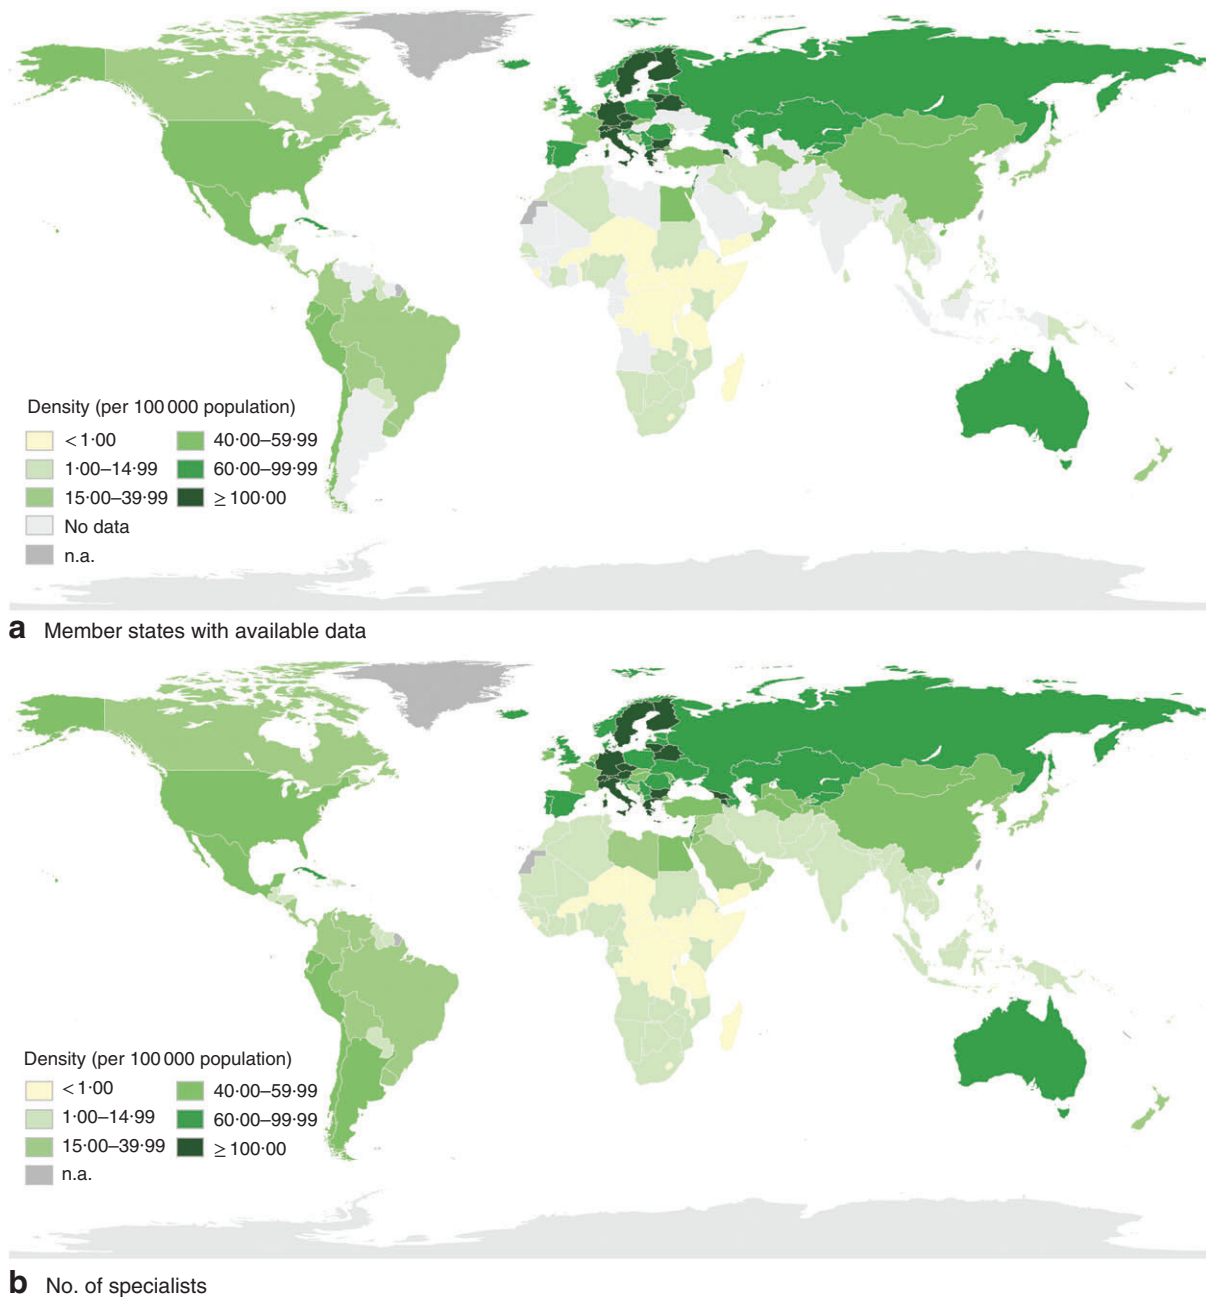 Density (per 100 000 population)
< 1·00
40·00–59·99
1·00–14·99
60·00–99·99
15·00–39·99
≥ 100·00
No data
n.a.
a Member states with available data
Density (per 100 000 population)
< 1·00
40·00–59·99
1·00–14·99
60·00–99·99
15·00–39·99
≥ 100·00
n.a.
b No. of specialists